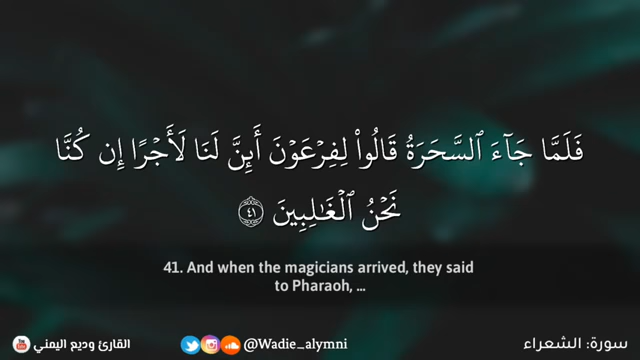 فَلَمَّا جَآءَ ٱلسَّحَرَةُ قَالُوا۟ لِفِرْعَوْنَ أَئِنَّ لَنَا لَأَجْرًا إِن كُنَّا
نَحْنُ ٱلْغَـٰلِبِينَ ٤١
41. And when the magicians arrived, they said
to Pharaoh, ...
سورة: الشعراء
@Wadie_alymni
القارئ وديع اليمني